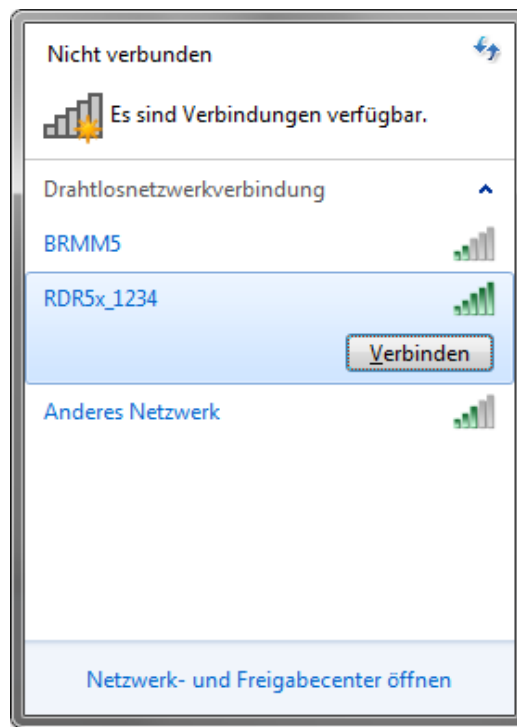 Nicht verbunden
Es sind Verbindungen verfügbar.
Drahtlosnetzwerkverbindung
BRMM5
RDR5x_1234
Verbinden
Anderes Netzwerk
Netzwerk- und Freigabecenter öffnen